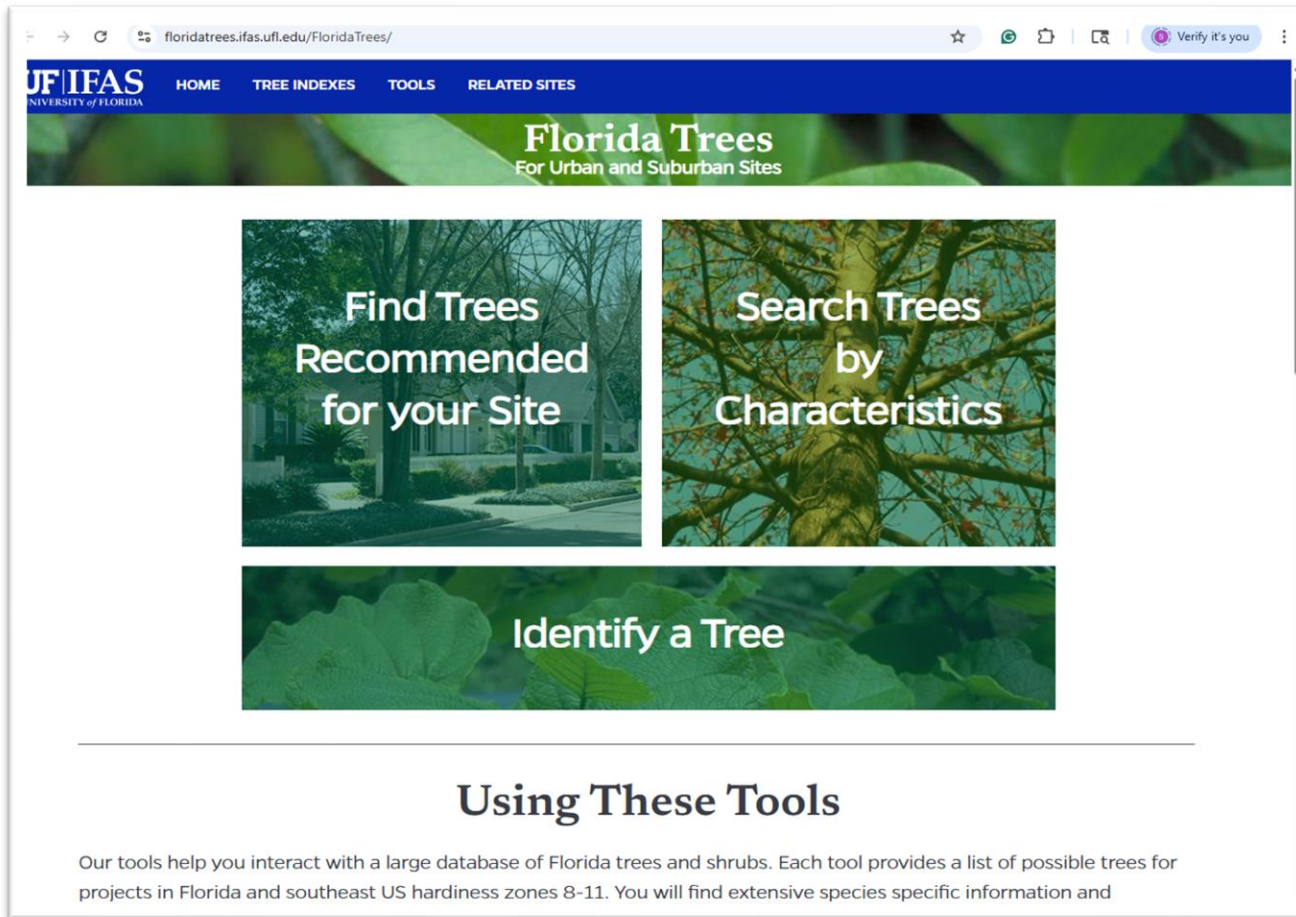 floridatrees.ifas.ufl.edu/FloridaTrees/
Verify it's you
UF|IFAS
UNIVERSITY of FLORIDA
HOME TREE INDEXES TOOLS RELATED SITES
Florida Trees
For Urban and Suburban Sites
Find Trees
Recommended
for your Site
Search Trees
by
Characteristics
Identify a Tree
Using These Tools
Our tools help you interact with a large database of Florida trees and shrubs. Each tool provides a list of possible trees for
projects in Florida and southeast US hardiness zones 8-11. You will find extensive species specific information and